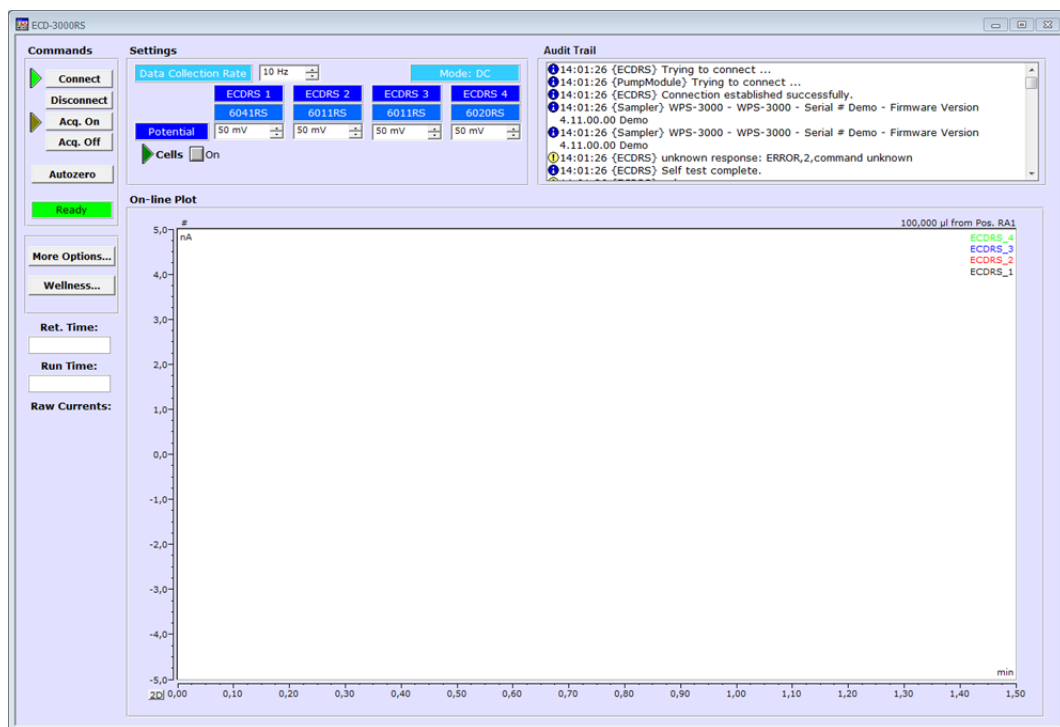 ECD-3000RS
Commands
Connect
Disconnect
Acq. On
Acq. Off
Autozero
Ready
More Options...
Wellness...
Ret. Time:
Run Time:
Raw Currents:
Settings
Data Collection Rate 10 Hz Mode: DC
ECDRS 1 ECDRS 2 ECDRS 3 ECDRS 4
6041RS 6011RS 6011RS 6020RS
Potential 50 mV 50 mV 50 mV 50 mV
Cells On
Audit Trail
14:01:26 {ECDRS} Trying to connect ...
14:01:26 {PumpModule} Trying to connect ...
14:01:26 {ECDRS} Connection established successfully.
14:01:26 {Sampler} WPS-3000 - WPS-3000 - Serial # Demo - Firmware Version
4.11.00.00 Demo
14:01:26 {Sampler} WPS-3000 - WPS-3000 - Serial # Demo - Firmware Version
4.11.00.00 Demo
14:01:26 {ECDRS} unknown response: ERROR,2,command unknown
14:01:26 {ECDRS} Self test complete.
On-line Plot
# 100,000 µl from Pos. RA1
5,0 nA ECDRS_4
ECDRS_3
ECDRS_2
ECDRS_1
4,0
3,0
2,0
1,0
0,0
-1,0
-2,0
-3,0
-4,0
-5,0 min
2D 0,00 0,10 0,20 0,30 0,40 0,50 0,60 0,70 0,80 0,90 1,00 1,10 1,20 1,30 1,40 1,50